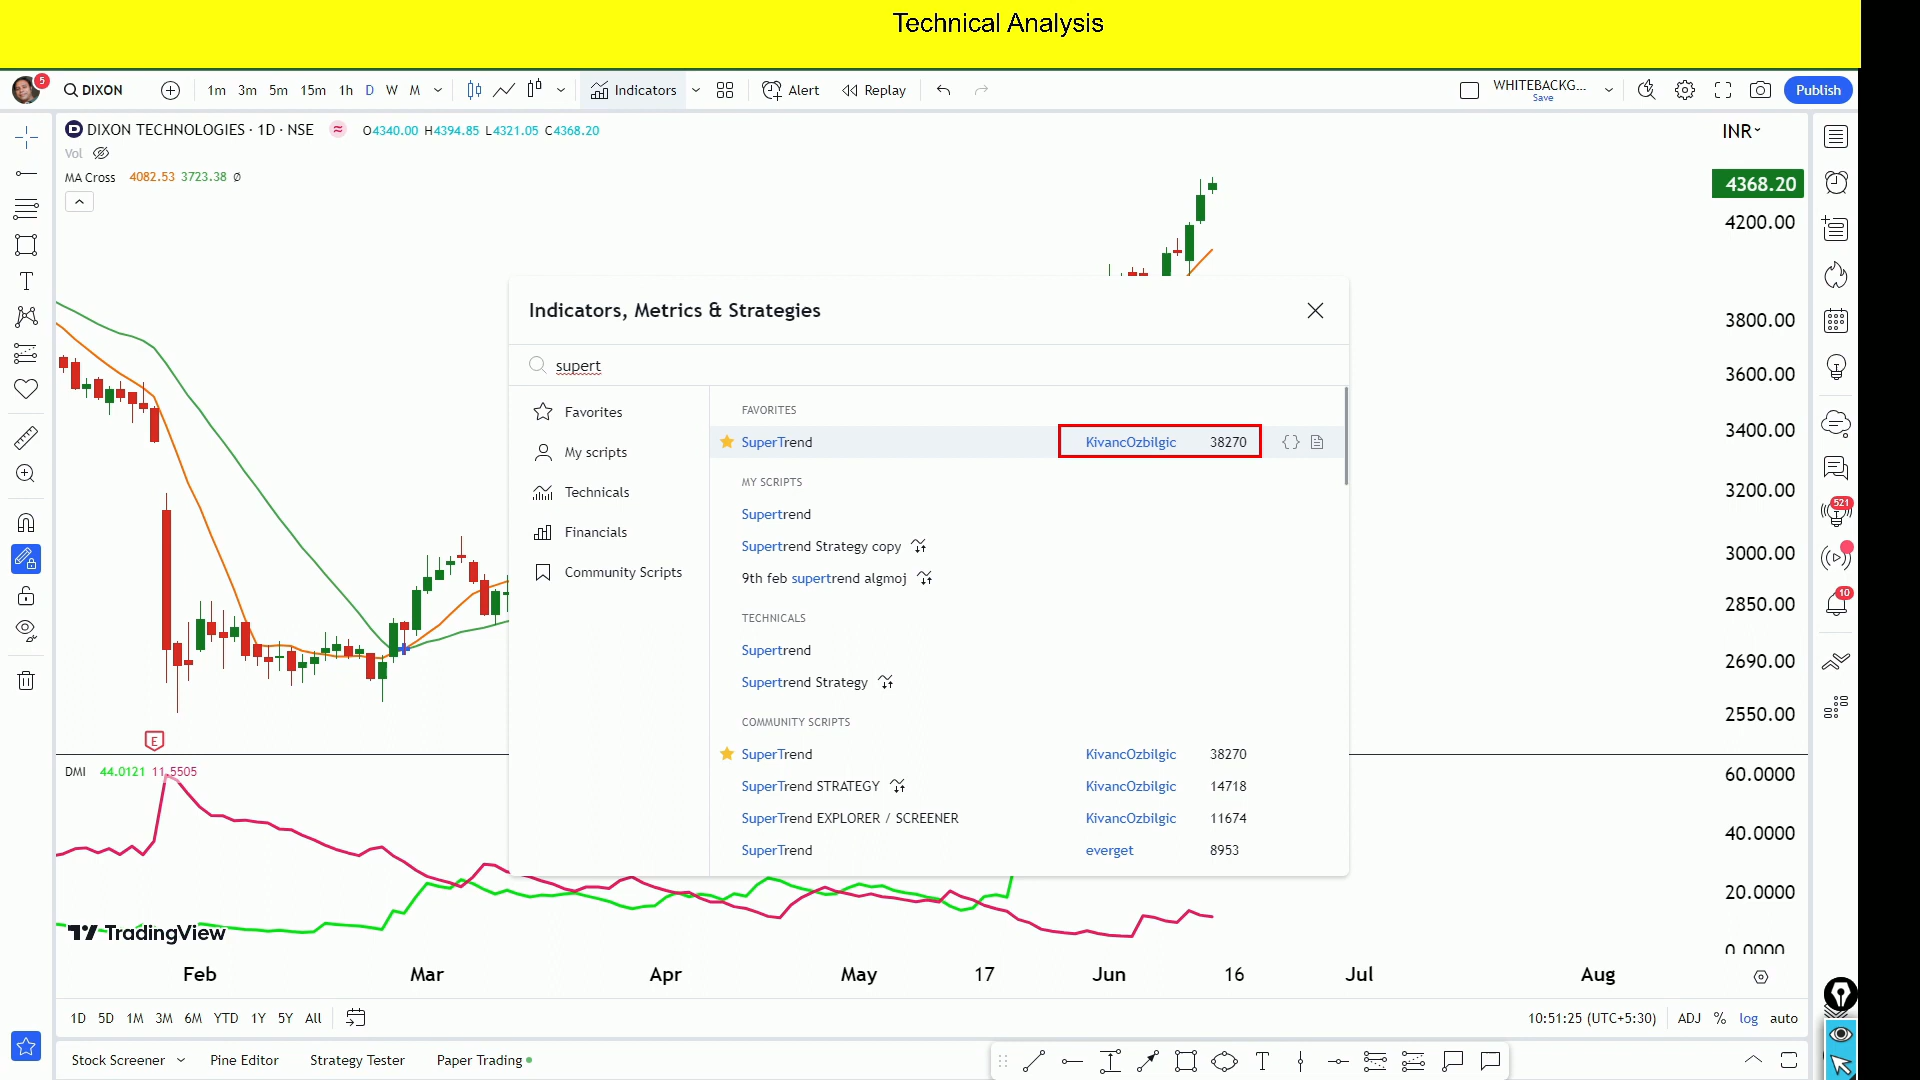 Technical Analysis
5
DIXON
1m 3m 5m 15m 1h D W M
Indicators
Alert
Replay
WHITEBACKG...
Save
Publish
DIXON TECHNOLOGIES · 1D · NSE
O4340.00 H4394.85 L4321.05 C4368.20
INR
Vol
MA Cross 4082.53 3723.38 Ø
4368.20
4200.00
3800.00
3600.00
3400.00
3200.00
3000.00
2850.00
2690.00
2550.00
Indicators, Metrics & Strategies
supert
Favorites
My scripts
Technicals
Financials
Community Scripts
FAVORITES
SuperTrend KivancOzbilgic 38270
MY SCRIPTS
Supertrend
Supertrend Strategy copy
9th feb supertrend algmoj
TECHNICALS
Supertrend
Supertrend Strategy
COMMUNITY SCRIPTS
SuperTrend KivancOzbilgic 38270
SuperTrend STRATEGY KivancOzbilgic 14718
SuperTrend EXPLORER / SCREENER KivancOzbilgic 11674
SuperTrend everget 8953
521
10
E
DMI 44.0121 11.5505
60.0000
40.0000
20.0000
0.0000
TradingView
Feb Mar Apr May 17 Jun 16 Jul Aug
1D 5D 1M 3M 6M YTD 1Y 5Y All
10:51:25 (UTC+5:30) ADJ % log auto
Stock Screener Pine Editor Strategy Tester Paper Trading